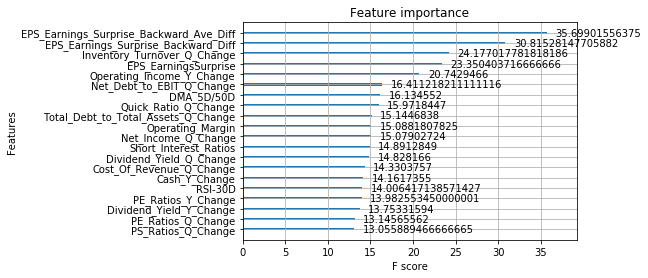 Feature importance
EPS_Earnings_Surprise_Backward_Ave_Diff 35.69901556375
EPS_Earnings_Surprise_Backward_Diff 30.81528147705882
Inventory_Turnover_Q_Change 24.177017781818186
EPS_EarningsSurprise 23.350403716666666
Operating_Income_Y_Change 20.7429466
Net_Debt_to_EBIT_Q_Change 16.411218211111116
DMA_5D/50D 16.134552
Quick_Ratio_Q_Change 15.9718447
Total_Debt_to_Total_Assets_Q_Change 15.1446838
Operating_Margin 15.0881807825
Net_Income_Q_Change 15.07902724
Short_Interest_Ratios 14.8912849
Dividend_Yield_Q_Change 14.828166
Cost_Of_Revenue_Q_Change 14.3303757
Cash_Y_Change 14.1617355
RSI-30D 14.006417138571427
PE_Ratios_Y_Change 13.982553450000001
Dividend_Yield_Y_Change 13.75331594
PE_Ratios_Q_Change 13.14565562
PS_Ratios_Q_Change 13.055889466666665
Features
0 5 10 15 20 25 30 35
F score